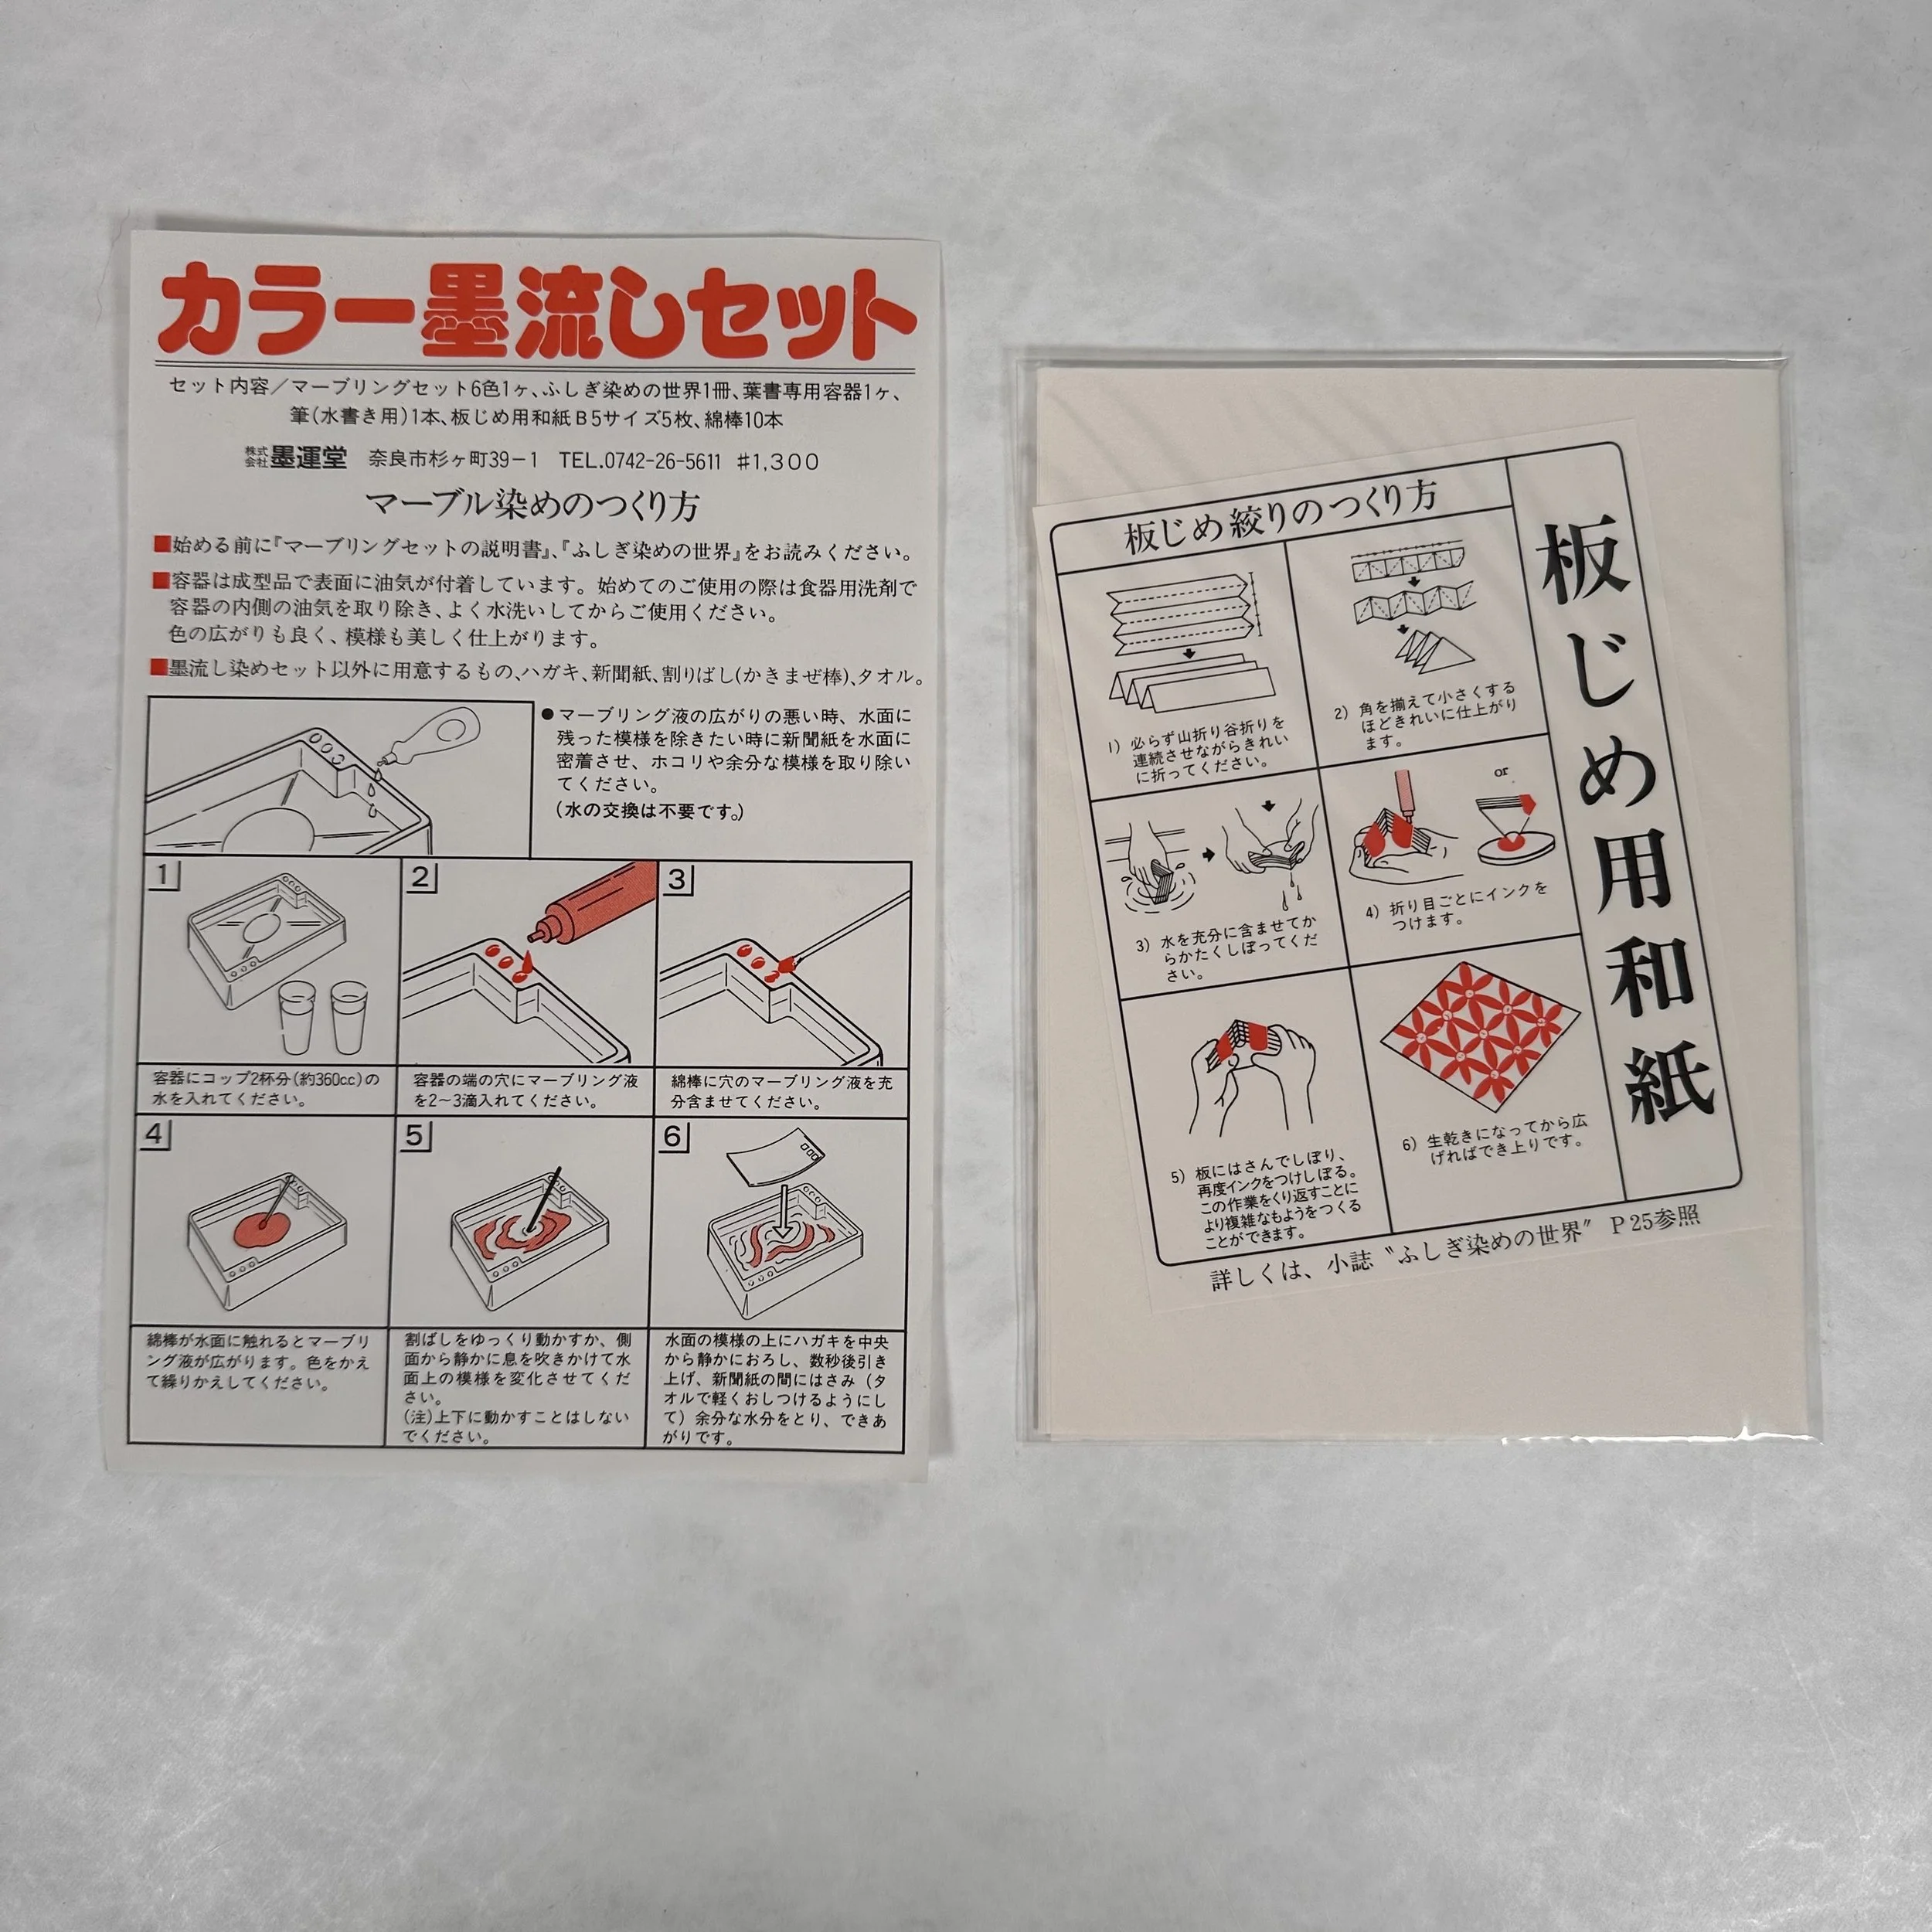 カラー墨流しセット
セット内容／マーブリングセット6色1ヶ、ふしぎ染めの世界1冊、葉書専用容器1ヶ、
筆(水書き用)1本、板じめ用和紙B5サイズ5枚、綿棒10本
株式会社墨運堂 奈良市杉ヶ町39−1 TEL.0742-26-5611 #1,300
マーブル染めのつくり方
■始める前に『マーブリングセットの説明書』、『ふしぎ染めの世界』をお読みください。
■容器は成型品で表面に油気が付着しています。始めてのご使用の際は食器用洗剤で
容器の内側の油気を取り除き、よく水洗いしてからご使用ください。
色の広がりも良く、模様も美しく仕上がります。
■墨流し染めセット以外に用意するもの、ハガキ、新聞紙、割りばし(かきまぜ棒)、タオル。
●マーブリング液の広がりの悪い時、水面に
残った模様を除きたい時に新聞紙を水面に
密着させ、ホコリや余分な模様を取り除い
てください。
(水の交換は不要です。)
1
容器にコップ2杯分(約360c.c)の
水を入れてください。
2
容器の端の穴にマーブリング液
を2〜3滴入れてください。
3
綿棒に穴のマーブリング液を充
分含ませてください。
4
綿棒が水面に触れるとマーブリ
ング液が広がります。色をかえ
て繰りかえしてください。
5
割ばしをゆっくり動かすか、側
面から静かに息を吹きかけて水
面上の模様を変化させてくだ
さい。
(注)上下に動かすことはしない
でください。
6
水面の模様の上にハガキを中央
から静かにおろし、数秒後引き
上げ、新聞紙の間にはさみ（タ
オルで軽くおしつけるようにし
て）余分な水分をとり、できあ
がりです。
板じめ用和紙
板じめ絞りのつくり方
1) 必らず山折り谷折りを
連続させながらきれい
に折ってください。
2) 角を揃えて小さくする
ほどきれいに仕上がり
ます。
3) 水を充分に含ませてか
らかたくしぼってくだ
さい。
or
4) 折り目ごとにインクを
つけます。
5) 板にはさんでしぼり、
再度インクをつけしぼる。
この作業をくり返すことに
より複雑なもようをつくる
ことができます。
6) 生乾きになってから広
げればでき上りです。
詳しくは、小誌〝ふしぎ染めの世界〞 P25参照